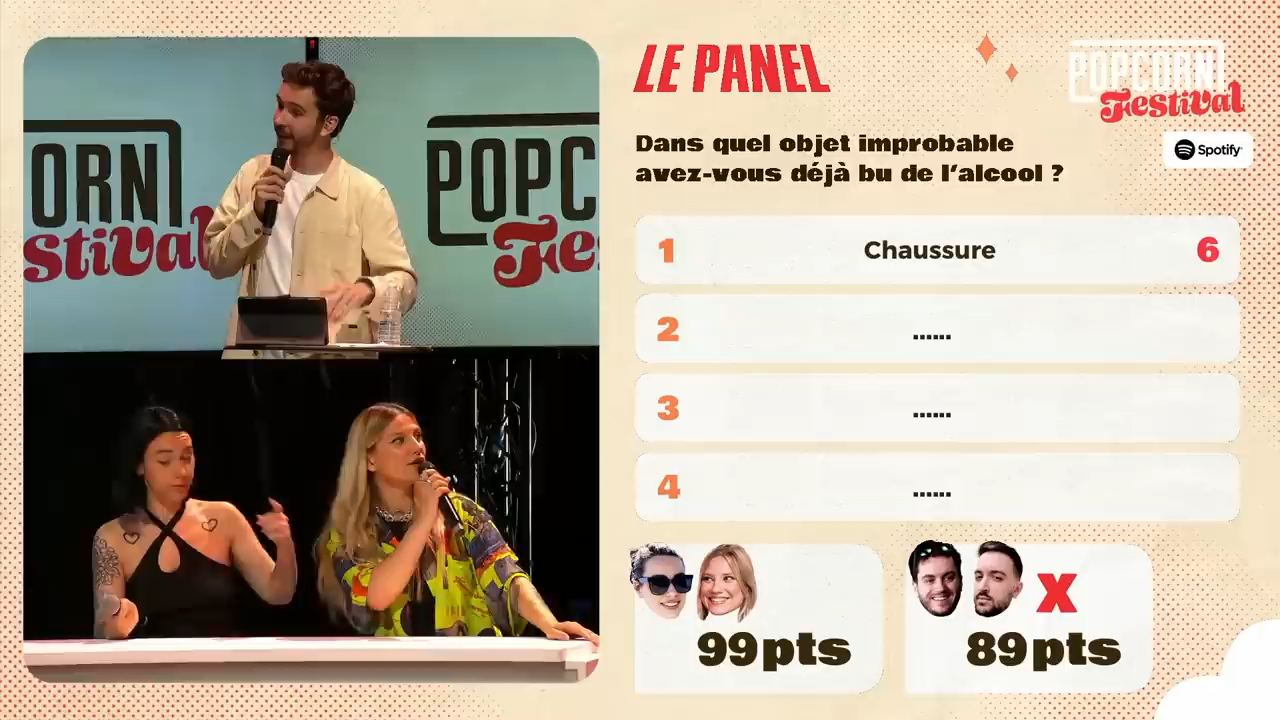 ORN!
stival
POPC
Fes
LE PANEL
POPCORN!
Festival
Spotify
Dans quel objet improbable
avez-vous déjà bu de l'alcool ?
1 Chaussure 6
2 ......
3 ......
4 ......
X
99pts
89pts